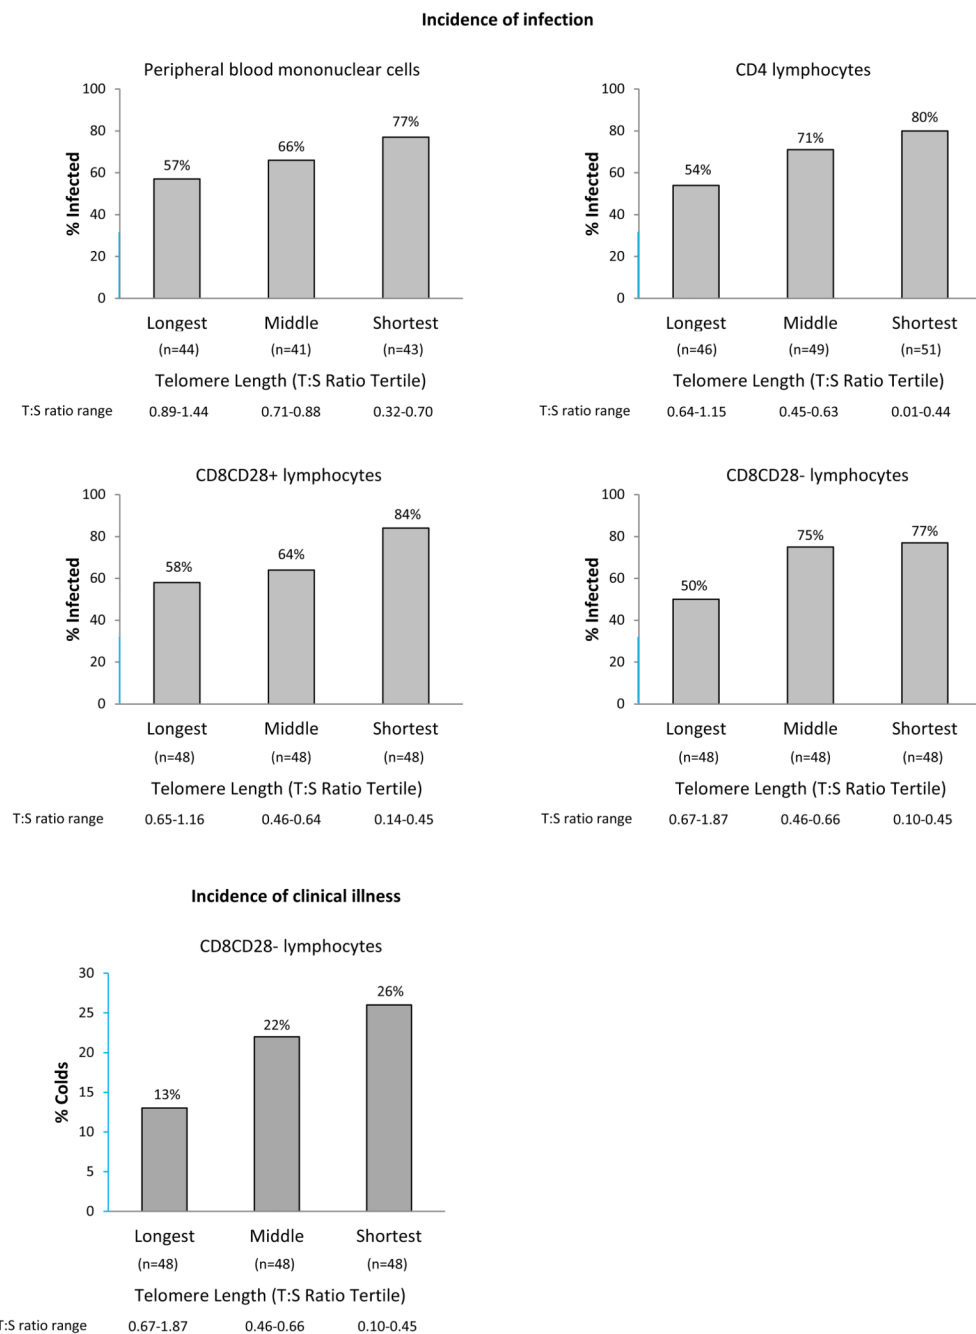 Incidence of infection
Peripheral blood mononuclear cells
100
80
60
40
20
0
% Infected
57%
66%
77%
Longest Middle Shortest
(n=44) (n=41) (n=43)
Telomere Length (T:S Ratio Tertile)
T:S ratio range 0.89-1.44 0.71-0.88 0.32-0.70
CD4 lymphocytes
100
80
60
40
20
0
% Infected
54%
71%
80%
Longest Middle Shortest
(n=46) (n=49) (n=51)
Telomere Length (T:S Ratio Tertile)
T:S ratio range 0.64-1.15 0.45-0.63 0.01-0.44
CD8CD28+ lymphocytes
100
80
60
40
20
0
% Infected
58%
64%
84%
Longest Middle Shortest
(n=48) (n=48) (n=48)
Telomere Length (T:S Ratio Tertile)
T:S ratio range 0.65-1.16 0.46-0.64 0.14-0.45
CD8CD28- lymphocytes
100
80
60
40
20
0
% Infected
50%
75%
77%
Longest Middle Shortest
(n=48) (n=48) (n=48)
Telomere Length (T:S Ratio Tertile)
T:S ratio range 0.67-1.87 0.46-0.66 0.10-0.45
Incidence of clinical illness
CD8CD28- lymphocytes
30
25
20
15
10
5
0
% Colds
13%
22%
26%
Longest Middle Shortest
(n=48) (n=48) (n=48)
Telomere Length (T:S Ratio Tertile)
T:S ratio range 0.67-1.87 0.46-0.66 0.10-0.45